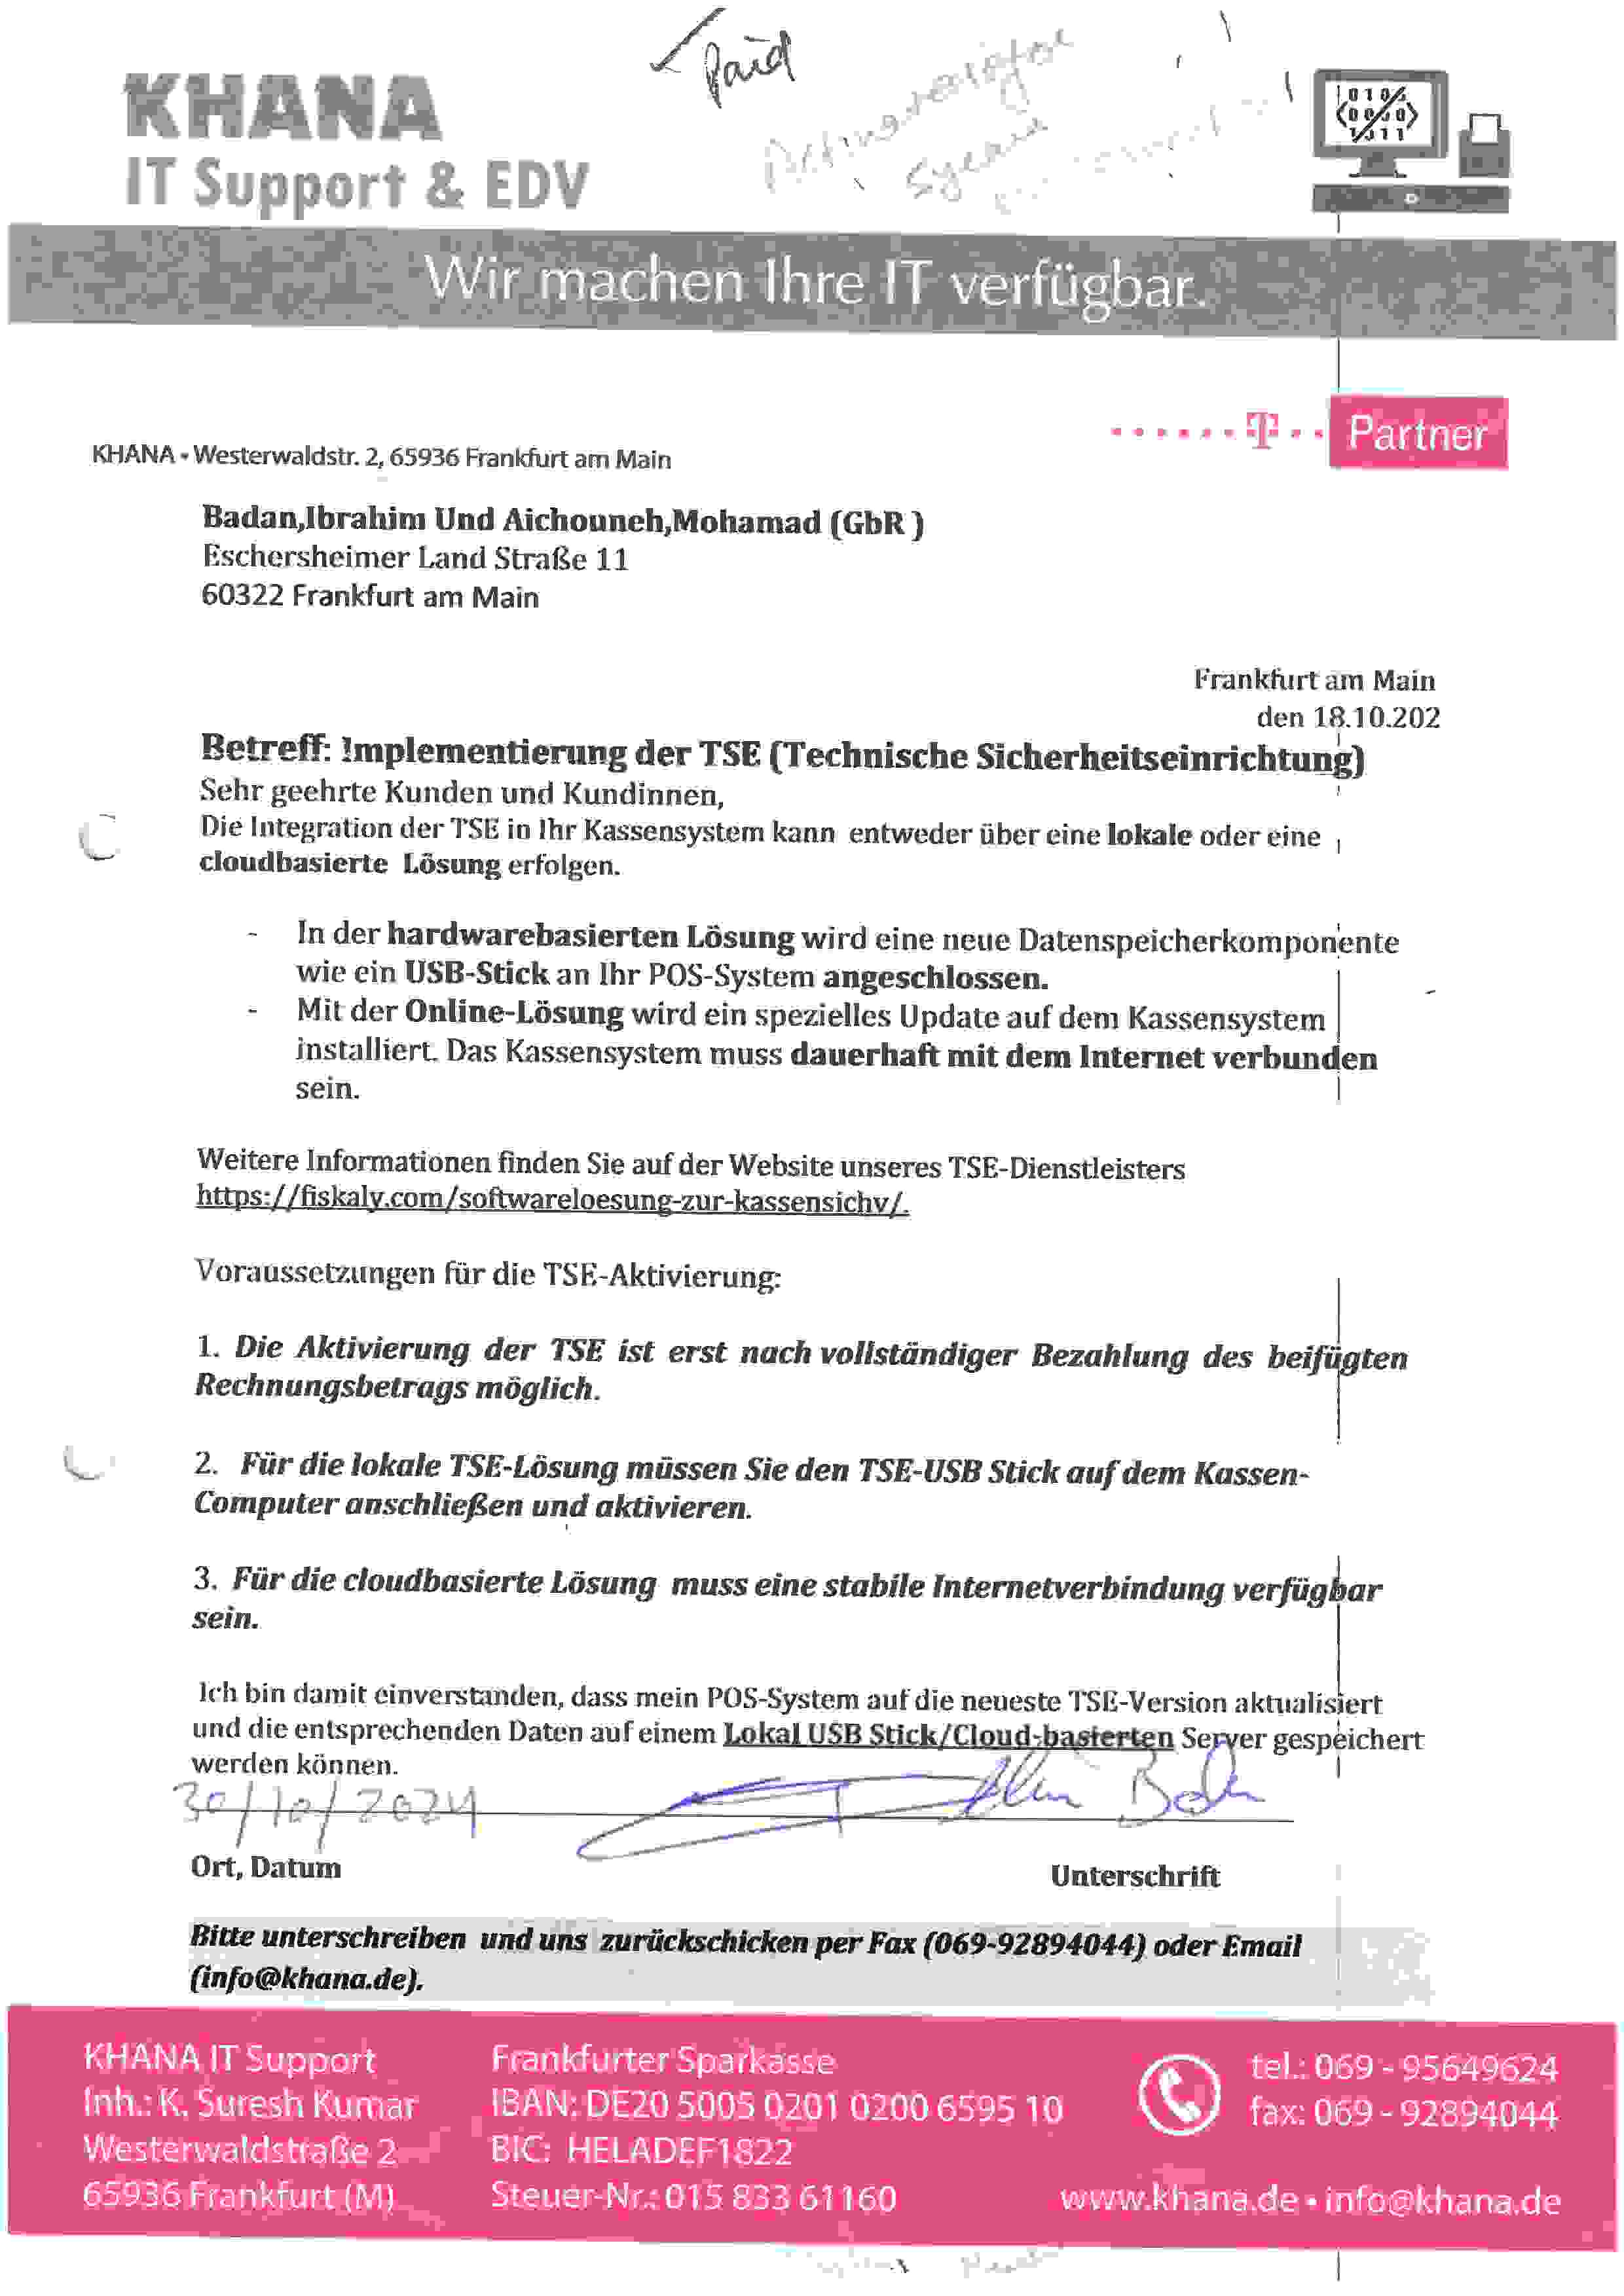 Paid
KHANA
IT Support & EDV
Wir machen Ihre IT verfügbar.
T Partner
KHANA • Westerwaldstr. 2, 65936 Frankfurt am Main
Badan,Ibrahim Und Aichouneh,Mohamad (GbR )
Eschersheimer Land Straße 11
60322 Frankfurt am Main
Frankfurt am Main
den 18.10.202
Betreff: Implementierung der TSE (Technische Sicherheitseinrichtung)
Sehr geehrte Kunden und Kundinnen,
Die Integration der TSE in Ihr Kassensystem kann entweder über eine lokale oder eine
cloudbasierte Lösung erfolgen.
- In der hardwarebasierten Lösung wird eine neue Datenspeicherkomponente
wie ein USB-Stick an Ihr POS-System angeschlossen.
- Mit der Online-Lösung wird ein spezielles Update auf dem Kassensystem
installiert. Das Kassensystem muss dauerhaft mit dem Internet verbunden
sein.
Weitere Informationen finden Sie auf der Website unseres TSE-Dienstleisters
https://fiskaly.com/softwareloesung-zur-kassensichv/.
Voraussetzungen für die TSE-Aktivierung:
1. Die Aktivierung der TSE ist erst nach vollständiger Bezahlung des beifügten
Rechnungsbetrags möglich.
2. Für die lokale TSE-Lösung müssen Sie den TSE-USB Stick auf dem Kassen-
Computer anschließen und aktivieren.
3. Für die cloudbasierte Lösung muss eine stabile Internetverbindung verfügbar
sein.
Ich bin damit einverstanden, dass mein POS-System auf die neueste TSE-Version aktualisiert
und die entsprechenden Daten auf einem Lokal USB Stick/Cloud-basierten Server gespeichert
werden können.
30/10/2024
Ort, Datum Unterschrift
Bitte unterschreiben und uns zurückschicken per Fax (069-92894044) oder Email
(info@khana.de).
KHANA IT Support
Inh.: K. Suresh Kumar
Westerwaldstraße 2
65936 Frankfurt (M)
Frankfurter Sparkasse
IBAN: DE20 5005 0201 0200 6595 10
BIC: HELADEF1822
Steuer-Nr.: 015 833 61160
tel.: 069 - 95649624
fax: 069 - 92894044
www.khana.de • info@khana.de